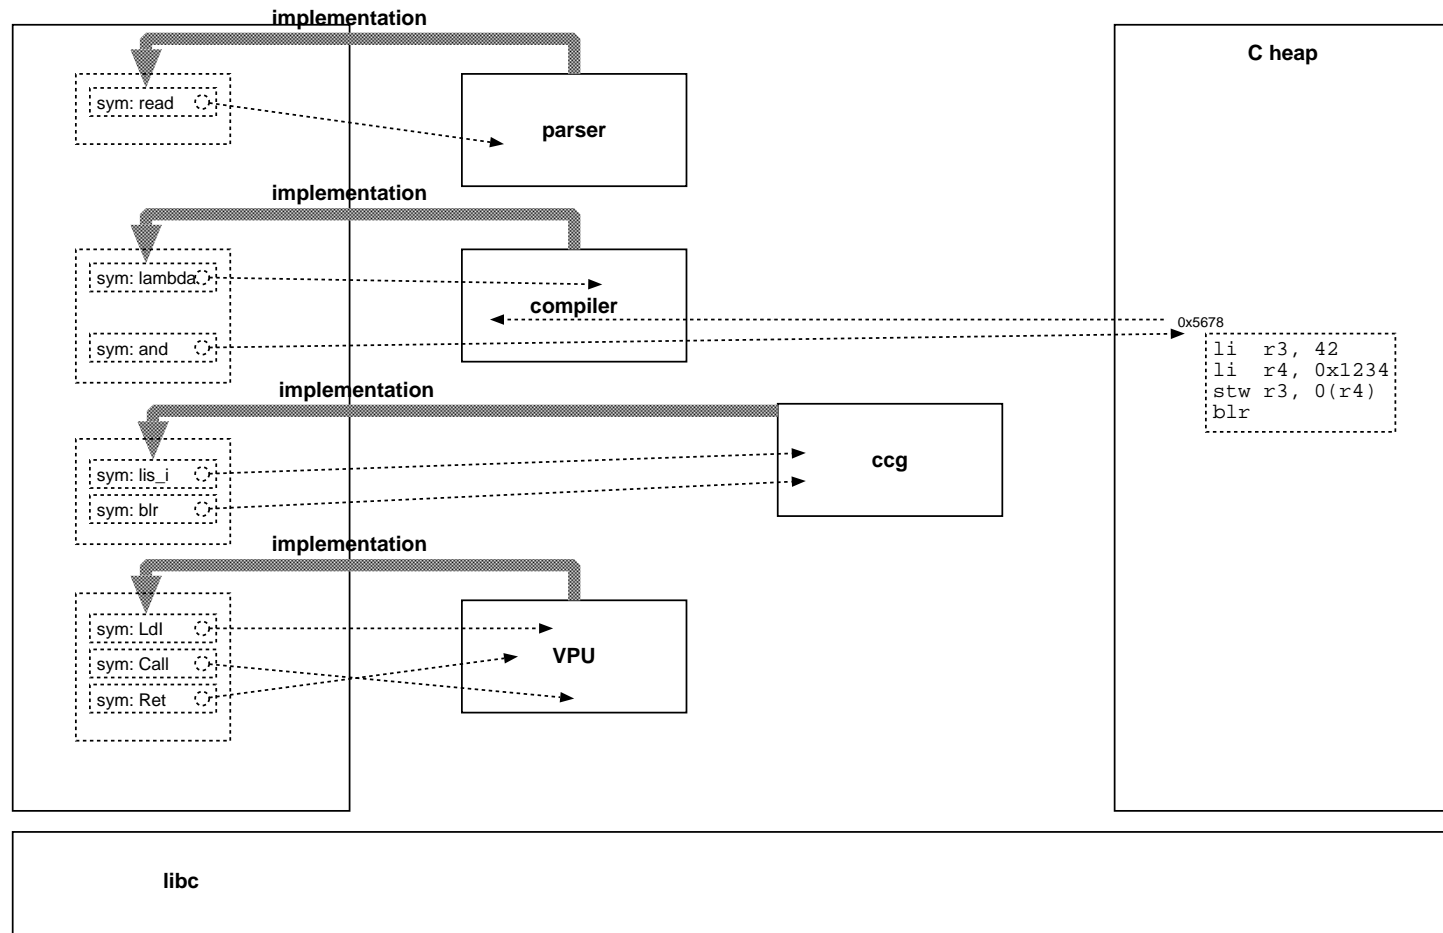 implementation
C heap
sym: read
parser
implementation
sym: lambda
compiler
0x5678
sym: and
li  r3, 42
li  r4, 0x1234
stw r3, 0(r4)
blr
implementation
sym: lis_i
ccg
sym: blr
implementation
sym: LdI
VPU
sym: Call
sym: Ret
libc